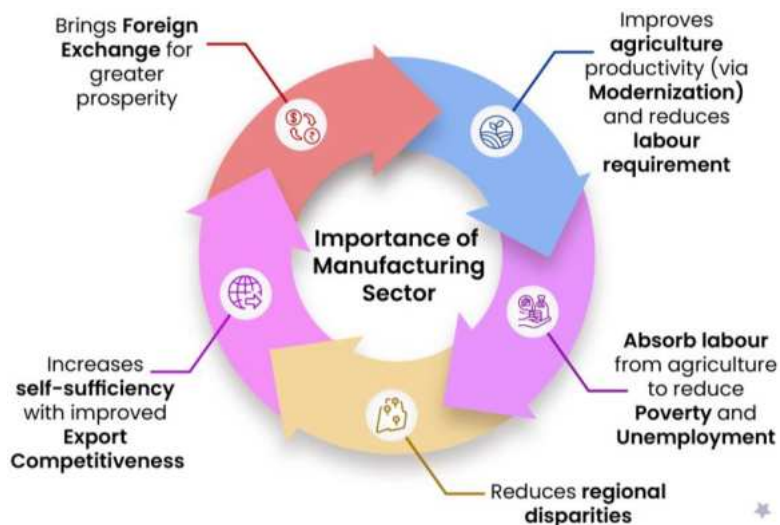 Brings Foreign
Exchange for
greater
prosperity
Improves
agriculture
productivity (via
Modernization)
and reduces
labour
requirement
Importance of
Manufacturing
Sector
Increases
self-sufficiency
with improved
Export
Competitiveness
Absorb labour
from agriculture
to reduce
Poverty and
Unemployment
Reduces regional
disparities
$
₹